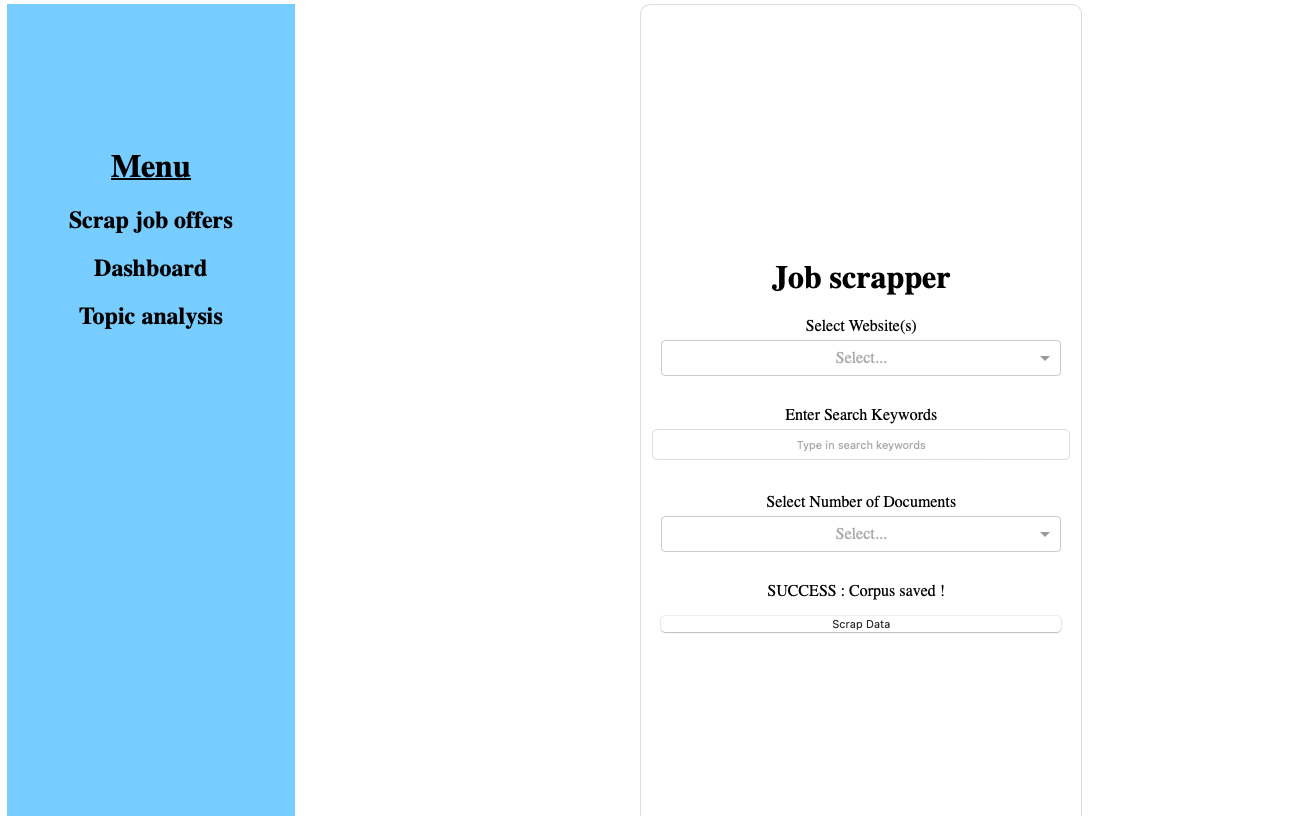 Menu
Scrap job offers
Dashboard
Topic analysis
Job scrapper
Select Website(s)
Select...
Enter Search Keywords
Type in search keywords
Select Number of Documents
Select...
SUCCESS : Corpus saved !
Scrap Data